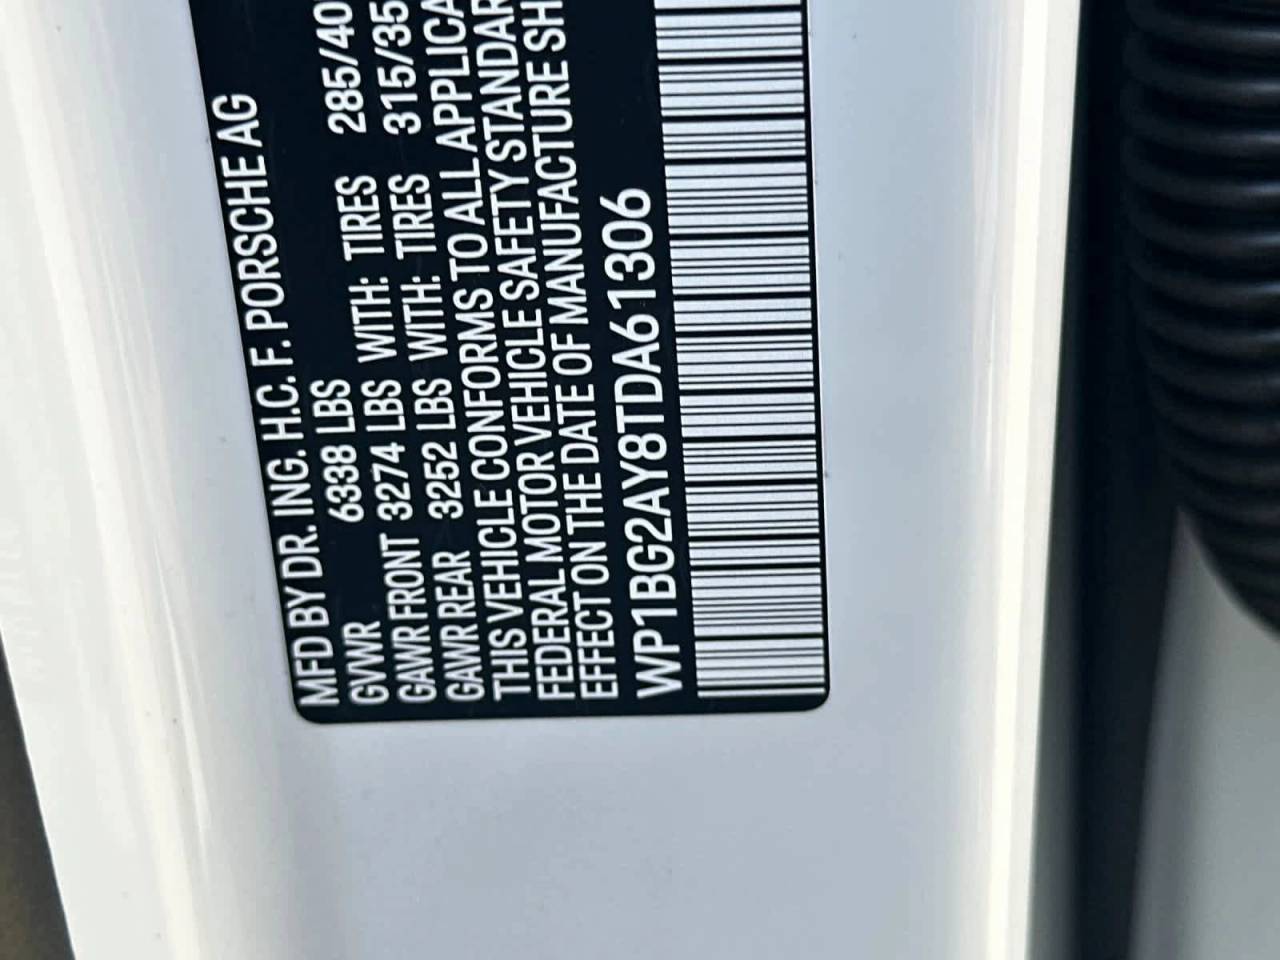 MFD BY DR. ING. H.C. F. PORSCHE AG
GVWR 6338 LBS WITH: TIRES 285/40
GAWR FRONT 3274 LBS WITH: TIRES 315/35
GAWR REAR 3252 LBS
THIS VEHICLE CONFORMS TO ALL APPLICA
FEDERAL MOTOR VEHICLE SAFETY STANDAR
EFFECT ON THE DATE OF MANUFACTURE SH
WP1BG2AY8TDA61306